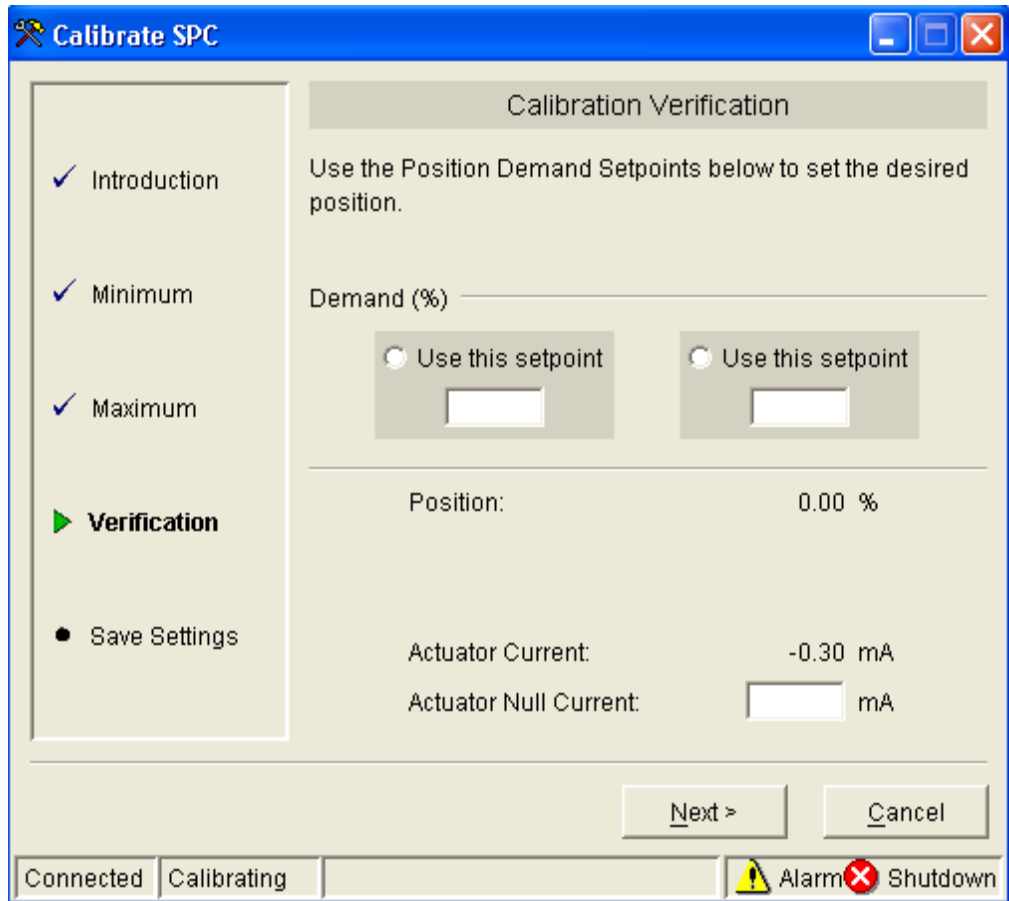 Calibrate SPC
Introduction
Minimum
Maximum
Verification
Save Settings
Calibration Verification
Use the Position Demand Setpoints below to set the desired
position.
Demand (%)
Use this setpoint
Use this setpoint
Position: 0.00 %
Actuator Current: -0.30 mA
Actuator Null Current: mA
Next >
Cancel
Connected
Calibrating
Alarm
Shutdown